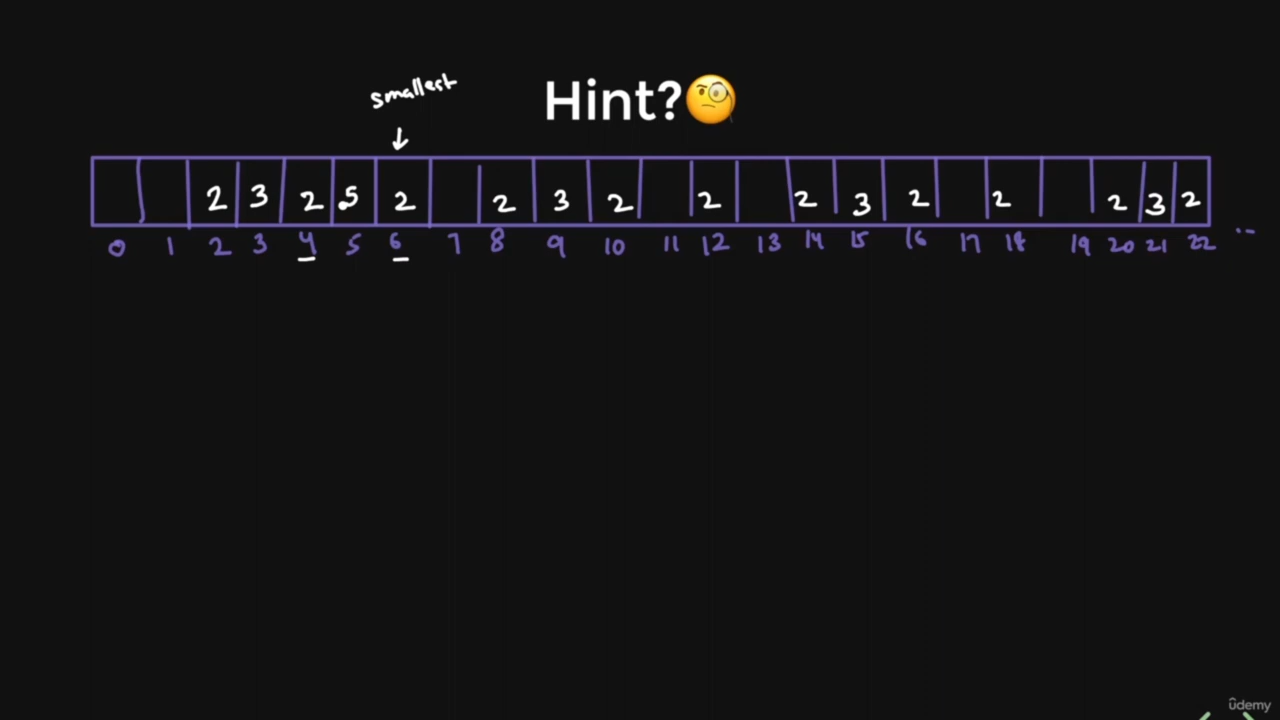 smallest
Hint?🧐
2 3 2 5 2 2 3 2 2 2 3 2 2 2 3 2
0 1 2 3 4 5 6 7 8 9 10 11 12 13 14 15 16 17 18 19 20 21 22 ..
ûdemy